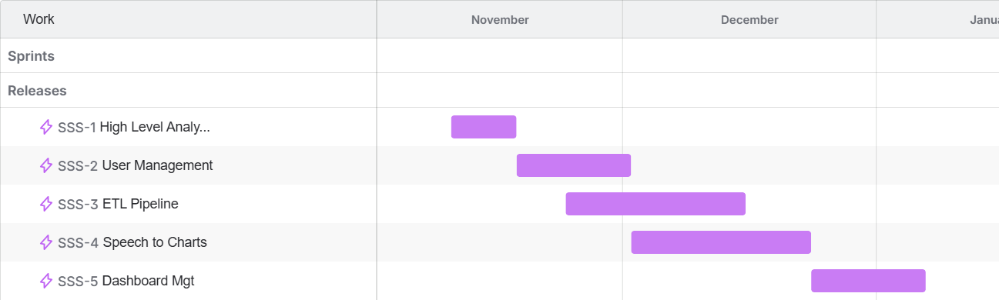 Work November December Janua
Sprints
Releases
SSS-1 High Level Analy...
SSS-2 User Management
SSS-3 ETL Pipeline
SSS-4 Speech to Charts
SSS-5 Dashboard Mgt